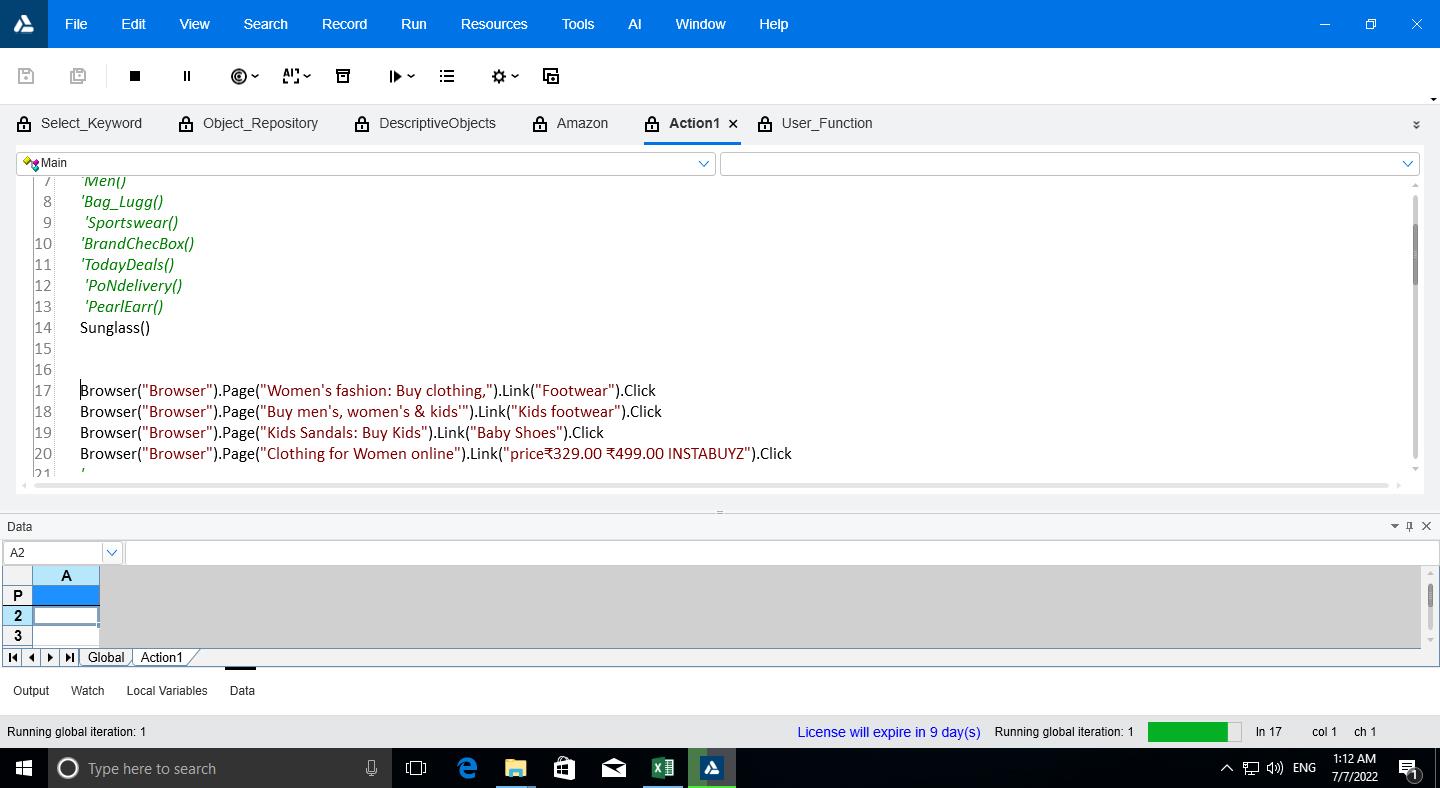 File Edit View Search Record Run Resources Tools AI Window Help
Select_Keyword Object_Repository DescriptiveObjects Amazon Action1 User_Function
Main
7 'Men()
8 'Bag_Lugg()
9 'Sportswear()
10 'BrandChecBox()
11 'TodayDeals()
12 'PoNdelivery()
13 'PearlEarr()
14 Sunglass()
15
16
17 Browser("Browser").Page("Women's fashion: Buy clothing,").Link("Footwear").Click
18 Browser("Browser").Page("Buy men's, women's & kids'").Link("Kids footwear").Click
19 Browser("Browser").Page("Kids Sandals: Buy Kids").Link("Baby Shoes").Click
20 Browser("Browser").Page("Clothing for Women online").Link("price₹329.00 ₹499.00 INSTABUYZ").Click
21 '
Data
A2
A
P
2
3
Global Action1
Output Watch Local Variables Data
Running global iteration: 1 License will expire in 9 day(s) Running global iteration: 1 ln 17 col 1 ch 1
Type here to search ENG 1:12 AM
7/7/2022 1